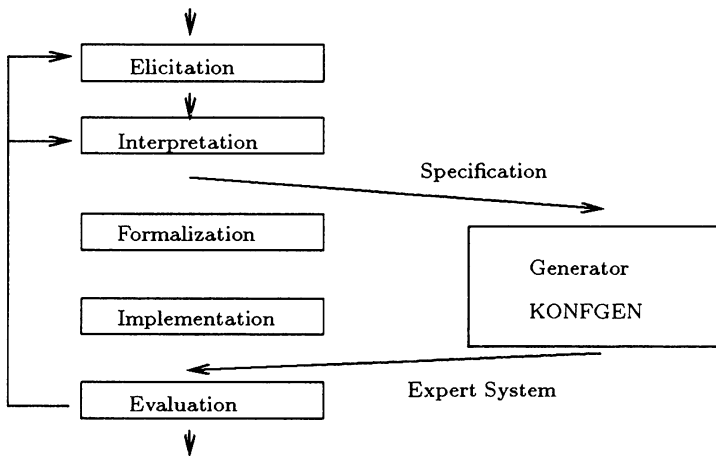 Elicitation
Interpretation
Specification
Formalization
Generator
KONFGEN
Implementation
Expert System
Evaluation